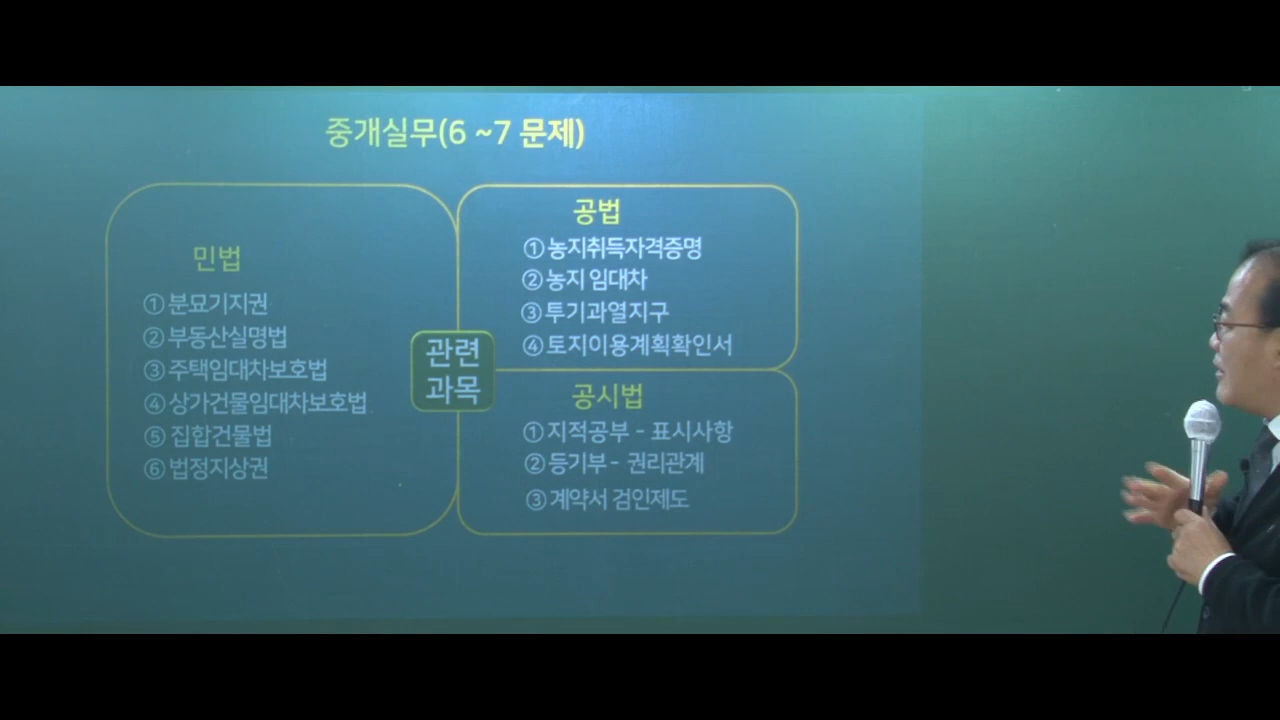 중개실무(6 ~7 문제)
민법
① 분묘기지권
② 부동산실명법
③ 주택임대차보호법
④ 상가건물임대차보호법
⑤ 집합건물법
⑥ 법정지상권
관련
과목
공법
① 농지취득자격증명
② 농지 임대차
③ 투기과열지구
④ 토지이용계획확인서
공시법
① 지적공부 - 표시사항
② 등기부 - 권리관계
③ 계약서 검인제도